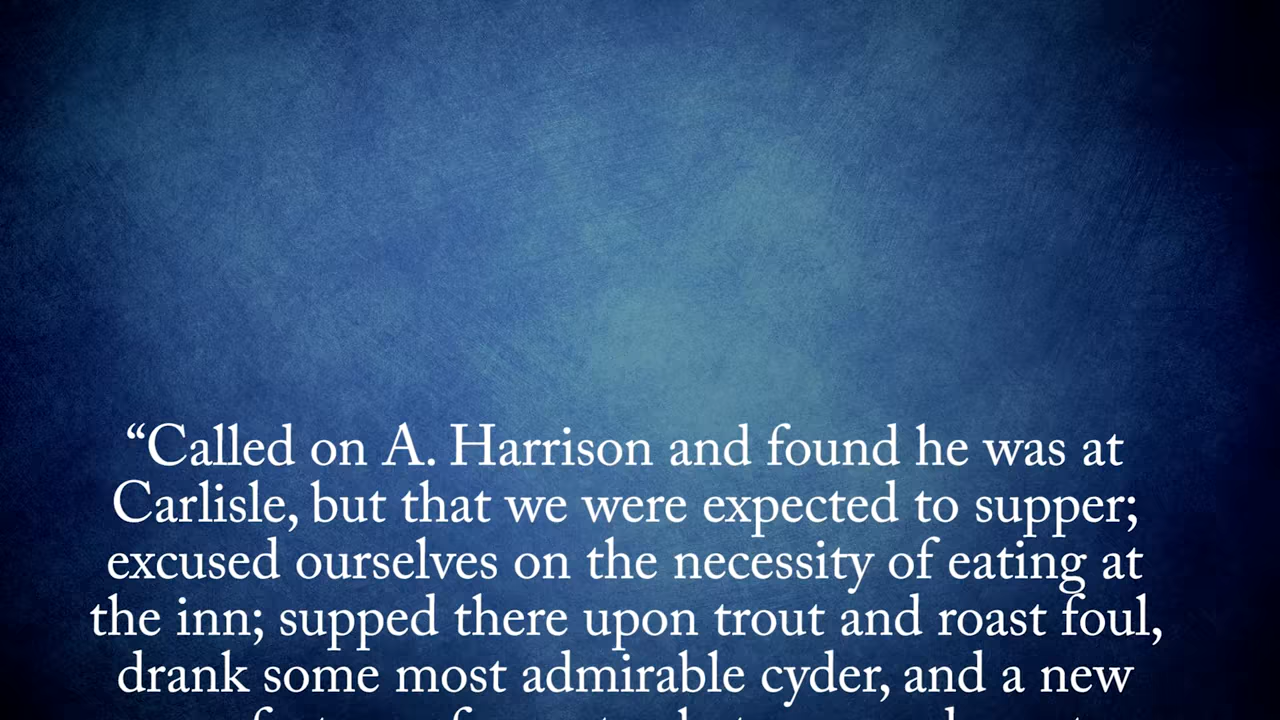 “Called on A. Harrison and found he was at
Carlisle, but that we were expected to supper;
excused ourselves on the necessity of eating at
the inn; supped there upon trout and roast foul,
drank some most admirable cyder, and a new